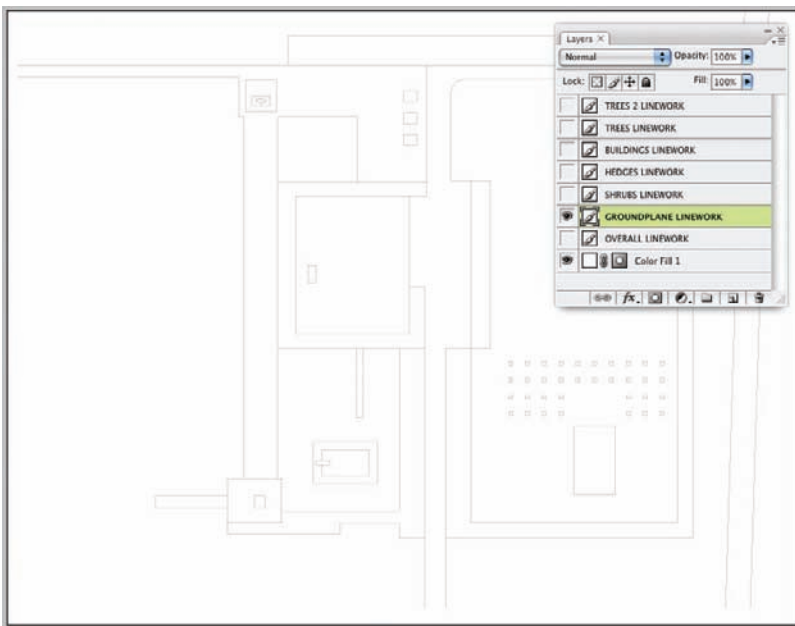 Layers ×
Normal Opacity: 100%
Lock: Fill: 100%
TREES 2 LINEWORK
TREES LINEWORK
BUILDINGS LINEWORK
HEDGES LINEWORK
SHRUBS LINEWORK
GROUNDPLANE LINEWORK
OVERALL LINEWORK
Color Fill 1
fx.